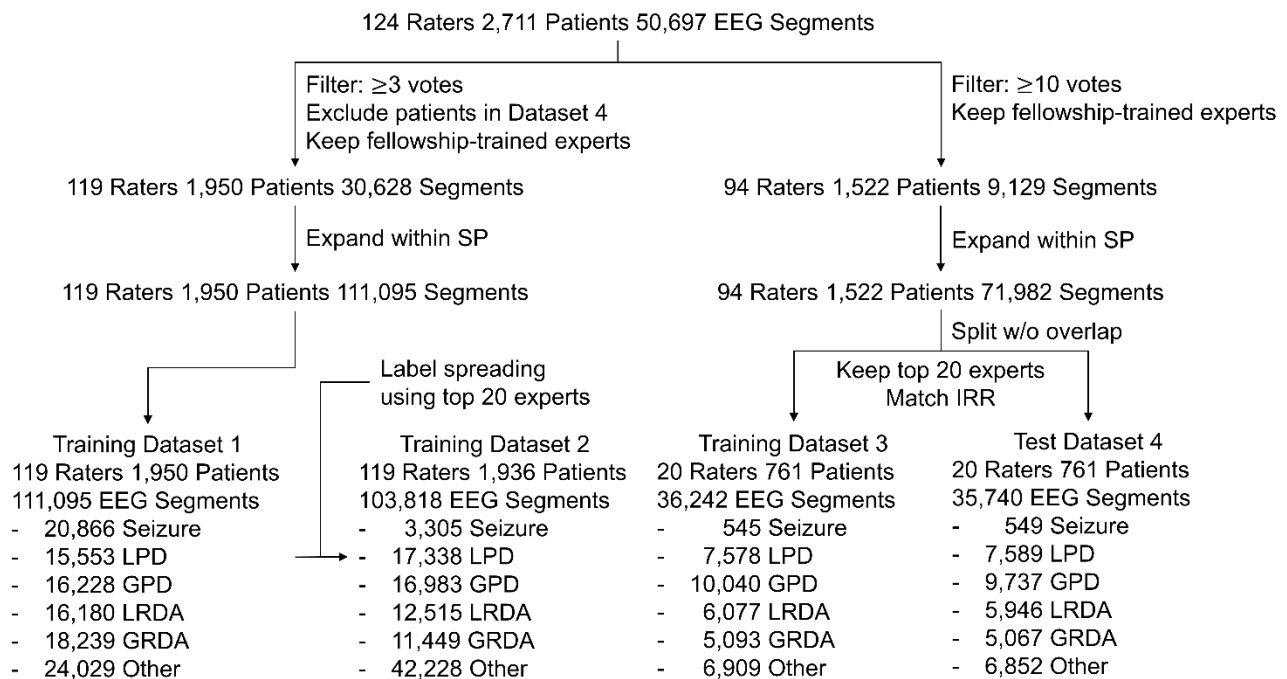 124 Raters 2,711 Patients 50,697 EEG Segments
Filter: ≥3 votes
Exclude patients in Dataset 4
Keep fellowship-trained experts
Filter: ≥10 votes
Keep fellowship-trained experts
119 Raters 1,950 Patients 30,628 Segments
94 Raters 1,522 Patients 9,129 Segments
Expand within SP
Expand within SP
119 Raters 1,950 Patients 111,095 Segments
94 Raters 1,522 Patients 71,982 Segments
Split w/o overlap
Label spreading
using top 20 experts
Keep top 20 experts
Match IRR
Training Dataset 1
119 Raters 1,950 Patients
111,095 EEG Segments
- 20,866 Seizure
- 15,553 LPD
- 16,228 GPD
- 16,180 LRDA
- 18,239 GRDA
- 24,029 Other
Training Dataset 2
119 Raters 1,936 Patients
103,818 EEG Segments
- 3,305 Seizure
- 17,338 LPD
- 16,983 GPD
- 12,515 LRDA
- 11,449 GRDA
- 42,228 Other
Training Dataset 3
20 Raters 761 Patients
36,242 EEG Segments
- 545 Seizure
- 7,578 LPD
- 10,040 GPD
- 6,077 LRDA
- 5,093 GRDA
- 6,909 Other
Test Dataset 4
20 Raters 761 Patients
35,740 EEG Segments
- 549 Seizure
- 7,589 LPD
- 9,737 GPD
- 5,946 LRDA
- 5,067 GRDA
- 6,852 Other